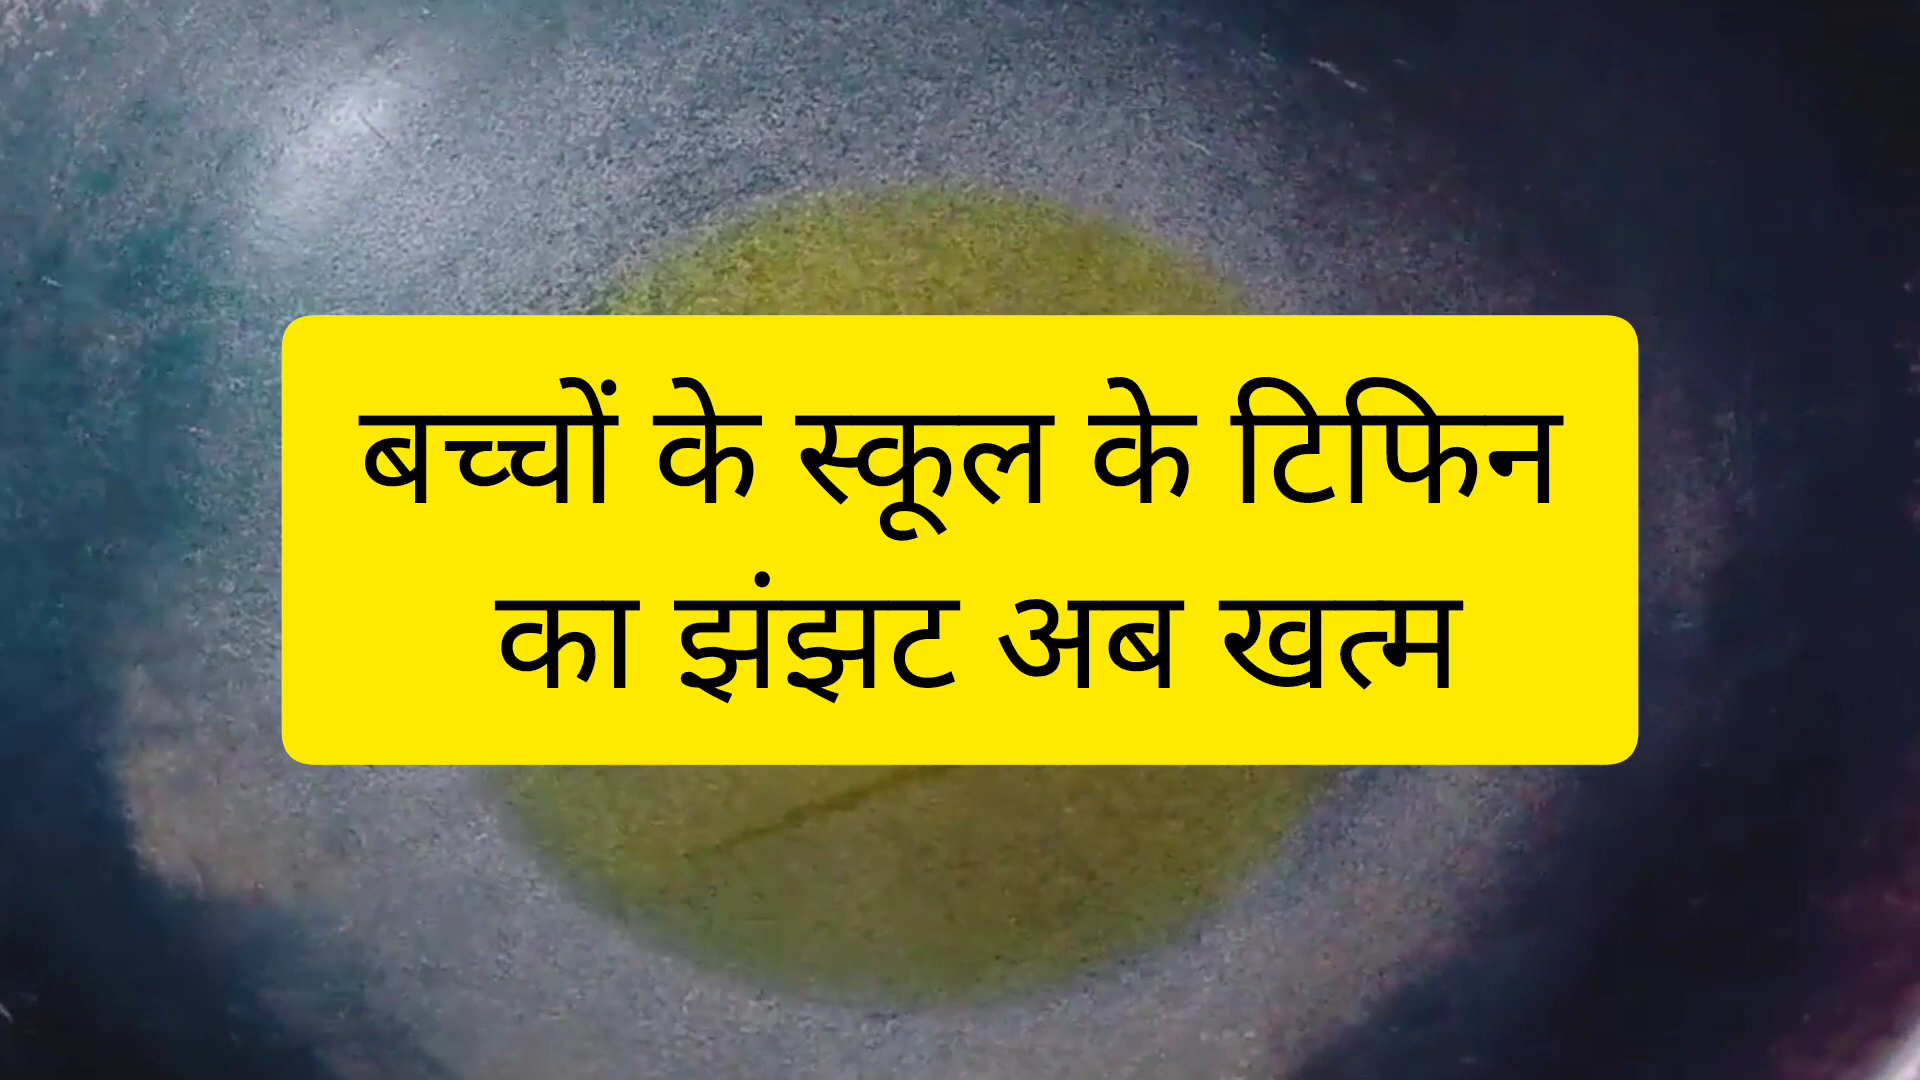 बच्चों के स्कूल के टिफिन
का झंझट अब खत्म